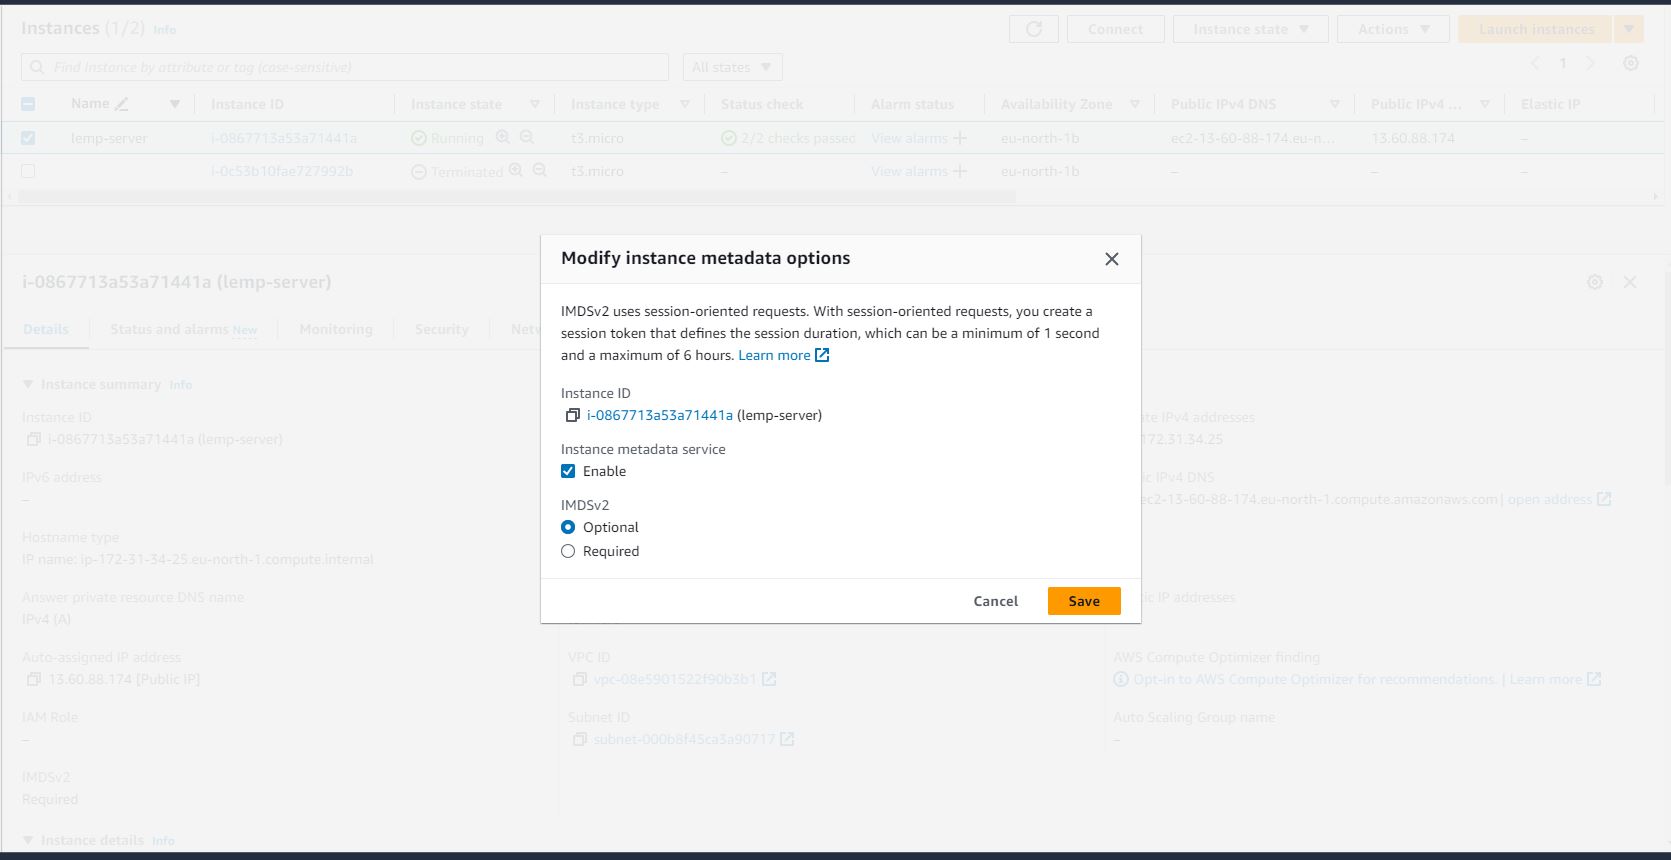 Instances (1/2) Info
Connect
Instance state
Actions
Launch instances
Find Instance by attribute or tag (case-sensitive)
All states
1
Name Instance ID Instance state Instance type Status check Alarm status Availability Zone Public IPv4 DNS Public IPv4 ... Elastic IP
lemp-server i-0867713a53a71441a Running t3.micro 2/2 checks passed View alarms + eu-north-1b ec2-13-60-88-174.eu-n... 13.60.88.174 –
i-0c53b10fae727992b Terminated t3.micro – View alarms + eu-north-1b – – –
i-0867713a53a71441a (lemp-server)
Details Status and alarms New Monitoring Security Netw
Modify instance metadata options
IMDSv2 uses session-oriented requests. With session-oriented requests, you create a
session token that defines the session duration, which can be a minimum of 1 second
and a maximum of 6 hours. Learn more
Instance ID
i-0867713a53a71441a (lemp-server)
Instance metadata service
Enable
IMDSv2
Optional
Required
Cancel Save
Instance summary Info
Instance ID
i-0867713a53a71441a (lemp-server)
IPv6 address
–
Hostname type
IP name: ip-172-31-34-25.eu-north-1.compute.internal
Answer private resource DNS name
IPv4 (A)
Auto-assigned IP address
13.60.88.174 [Public IP]
IAM Role
–
IMDSv2
Required
VPC ID
vpc-08e5901522f90b3b1
Subnet ID
subnet-000b8f45ca3a90717
ate IPv4 addresses
172.31.34.25
ic IPv4 DNS
ec2-13-60-88-174.eu-north-1.compute.amazonaws.com | open address
tic IP addresses
AWS Compute Optimizer finding
Opt-in to AWS Compute Optimizer for recommendations. | Learn more
Auto Scaling Group name
–
Instance details Info